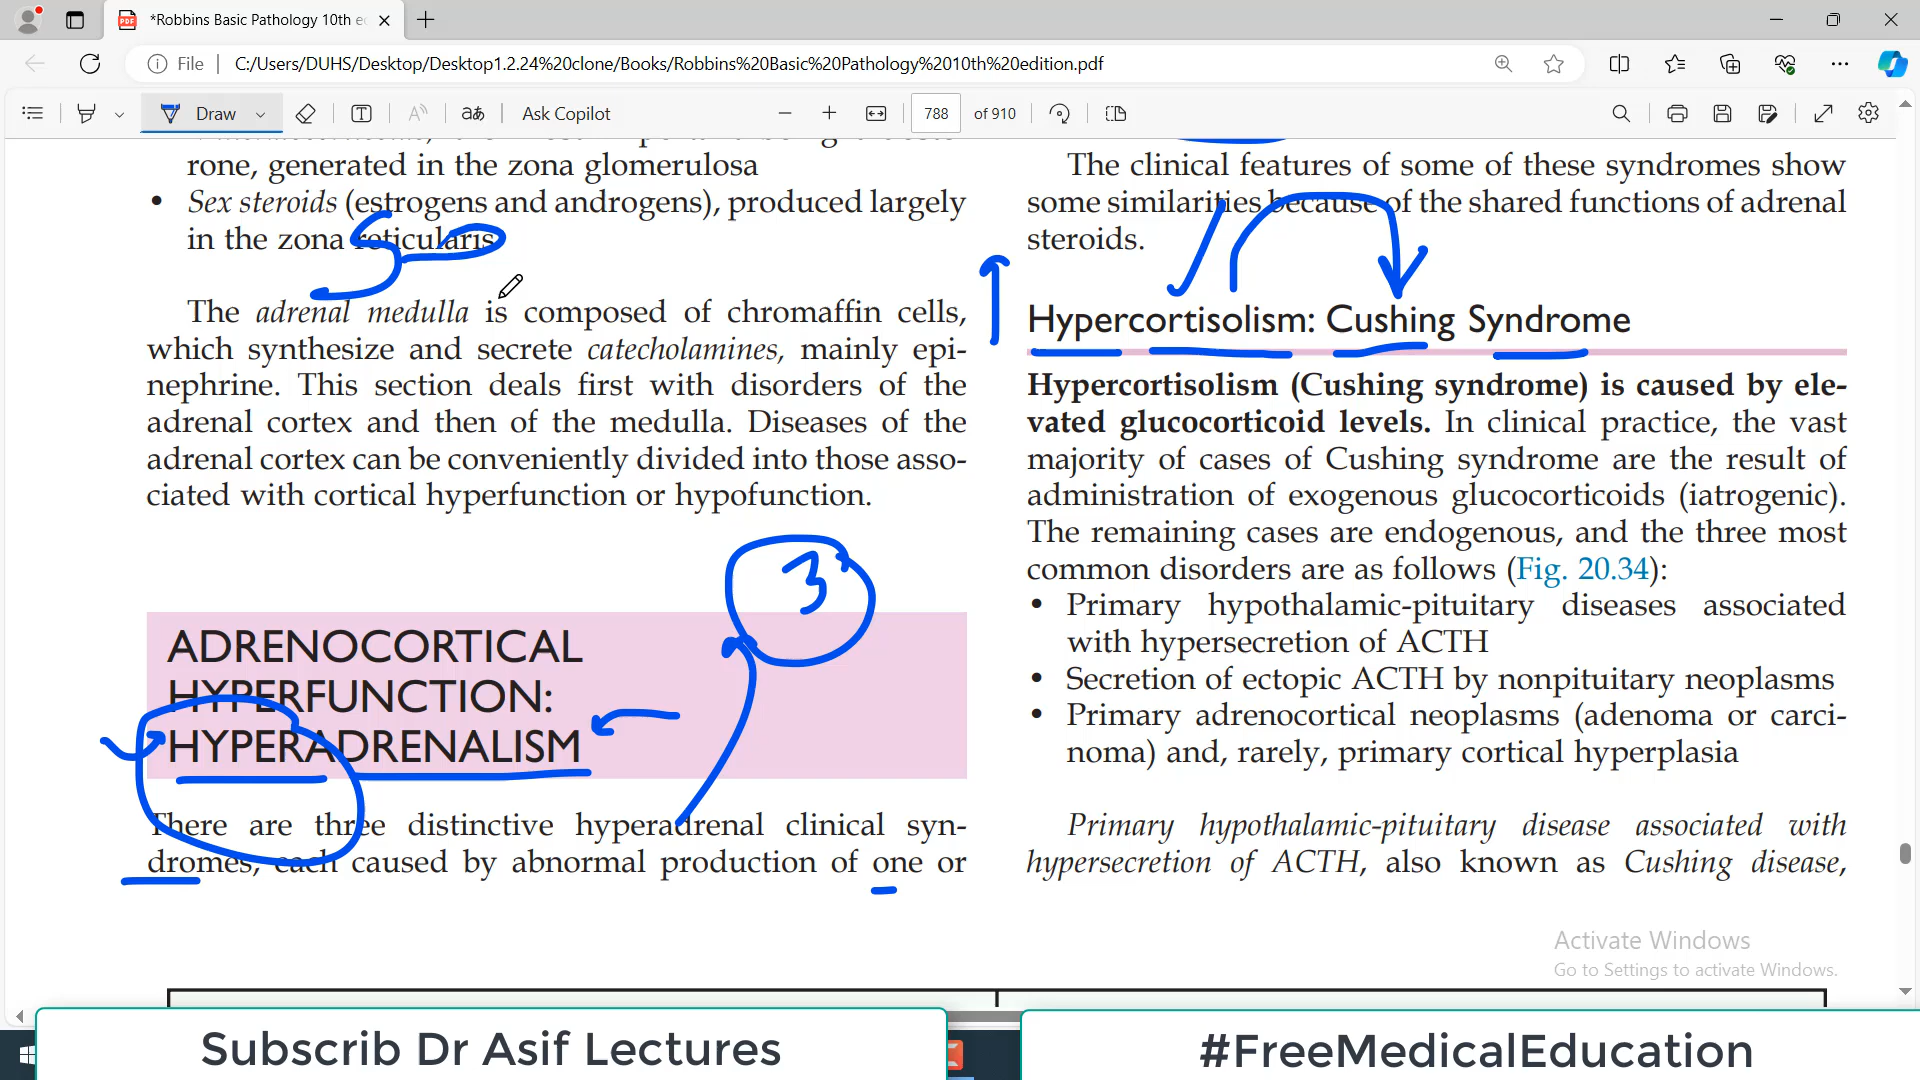 *Robbins Basic Pathology 10th e
File
C:/Users/DUHS/Desktop/Desktop1.2.24%20clone/Books/Robbins%20Basic%20Pathology%2010th%20edition.pdf
Draw
Ask Copilot
788 of 910
rone, generated in the zona glomerulosa
• Sex steroids (estrogens and androgens), produced largely
in the zona reticularis
The adrenal medulla is composed of chromaffin cells,
which synthesize and secrete catecholamines, mainly epi-
nephrine. This section deals first with disorders of the
adrenal cortex and then of the medulla. Diseases of the
adrenal cortex can be conveniently divided into those asso-
ciated with cortical hyperfunction or hypofunction.
3
ADRENOCORTICAL
HYPERFUNCTION:
HYPERADRENALISM
There are three distinctive hyperadrenal clinical syn-
dromes, each caused by abnormal production of one or
The clinical features of some of these syndromes show
some similarities because of the shared functions of adrenal
steroids.
Hypercortisolism: Cushing Syndrome
Hypercortisolism (Cushing syndrome) is caused by ele-
vated glucocorticoid levels. In clinical practice, the vast
majority of cases of Cushing syndrome are the result of
administration of exogenous glucocorticoids (iatrogenic).
The remaining cases are endogenous, and the three most
common disorders are as follows (Fig. 20.34):
• Primary hypothalamic-pituitary diseases associated
with hypersecretion of ACTH
• Secretion of ectopic ACTH by nonpituitary neoplasms
• Primary adrenocortical neoplasms (adenoma or carci-
noma) and, rarely, primary cortical hyperplasia
Primary hypothalamic-pituitary disease associated with
hypersecretion of ACTH, also known as Cushing disease,
Activate Windows
Go to Settings to activate Windows.
Subscrib Dr Asif Lectures
#FreeMedicalEducation